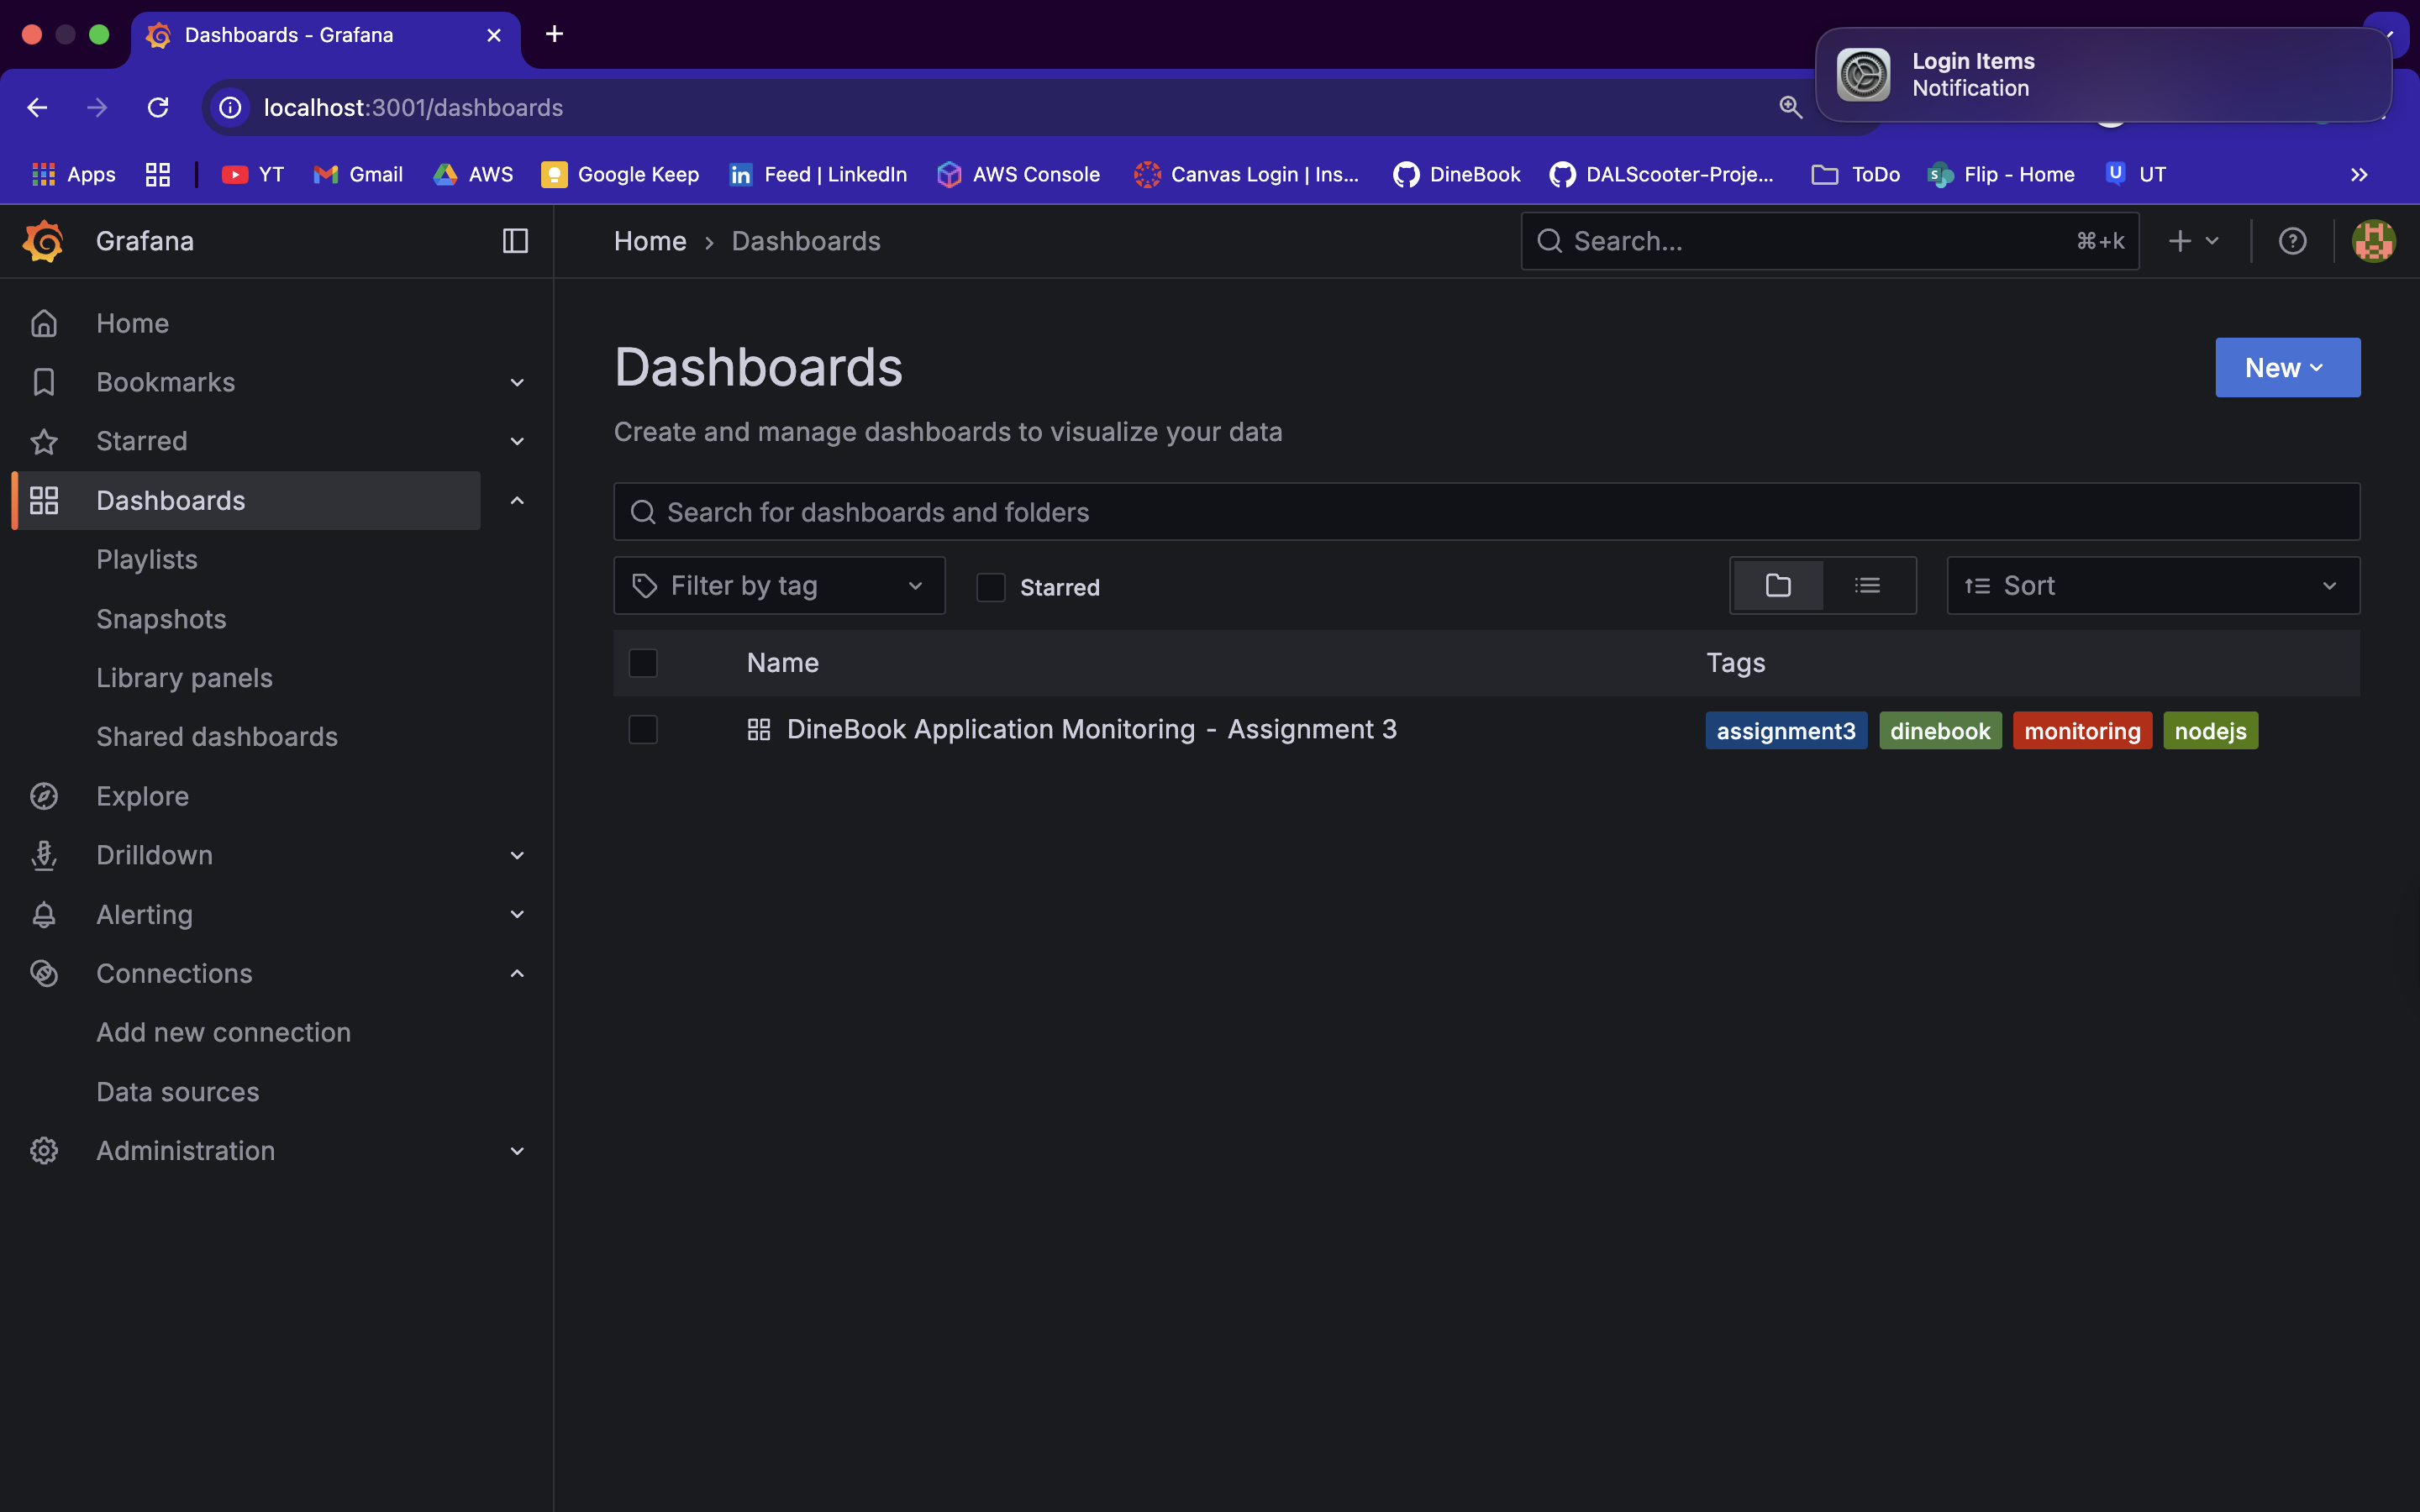 Dashboards - Grafana
Login Items
Notification
localhost:3001/dashboards
Apps YT Gmail AWS Google Keep Feed | LinkedIn AWS Console Canvas Login | Ins... DineBook DALScooter-Proje... ToDo Flip - Home UT
Grafana
Home › Dashboards
Search... ⌘+k
Home
Bookmarks
Starred
Dashboards
Playlists
Snapshots
Library panels
Shared dashboards
Explore
Drilldown
Alerting
Connections
Add new connection
Data sources
Administration
Dashboards
New
Create and manage dashboards to visualize your data
Search for dashboards and folders
Filter by tag Starred Sort
Name Tags
DineBook Application Monitoring - Assignment 3 assignment3 dinebook monitoring nodejs